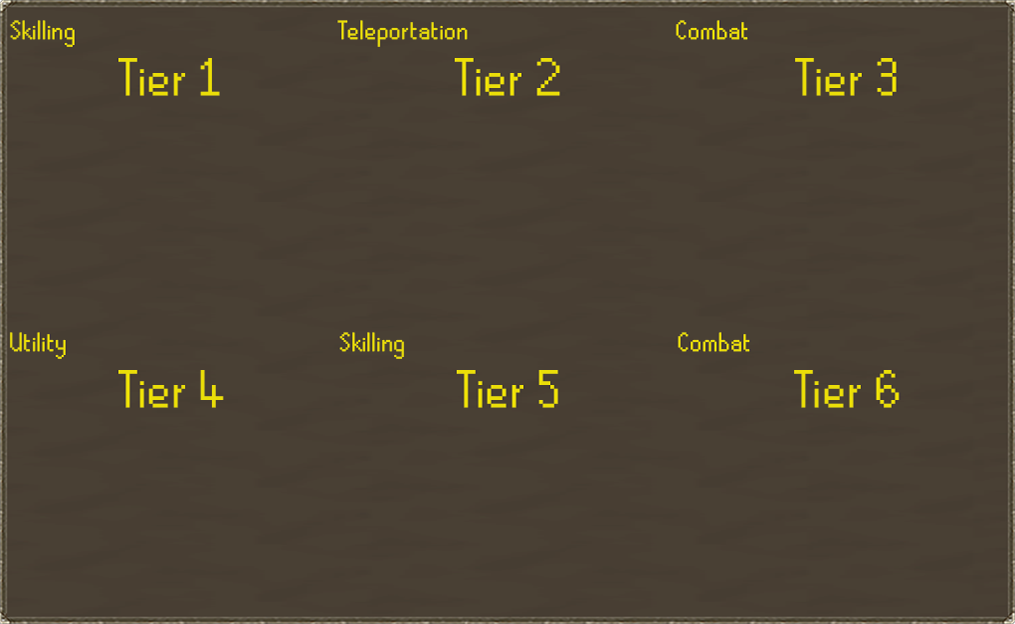 Skilling
Tier 1
Teleportation
Tier 2
Combat
Tier 3
Utility
Tier 4
Skilling
Tier 5
Combat
Tier 6